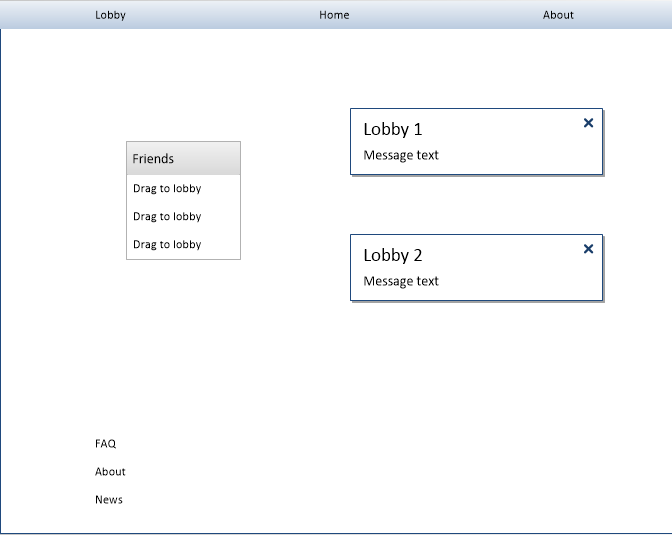 Lobby
Home
About
Friends
Drag to lobby
Drag to lobby
Drag to lobby
Lobby 1
Message text
Lobby 2
Message text
FAQ
About
News